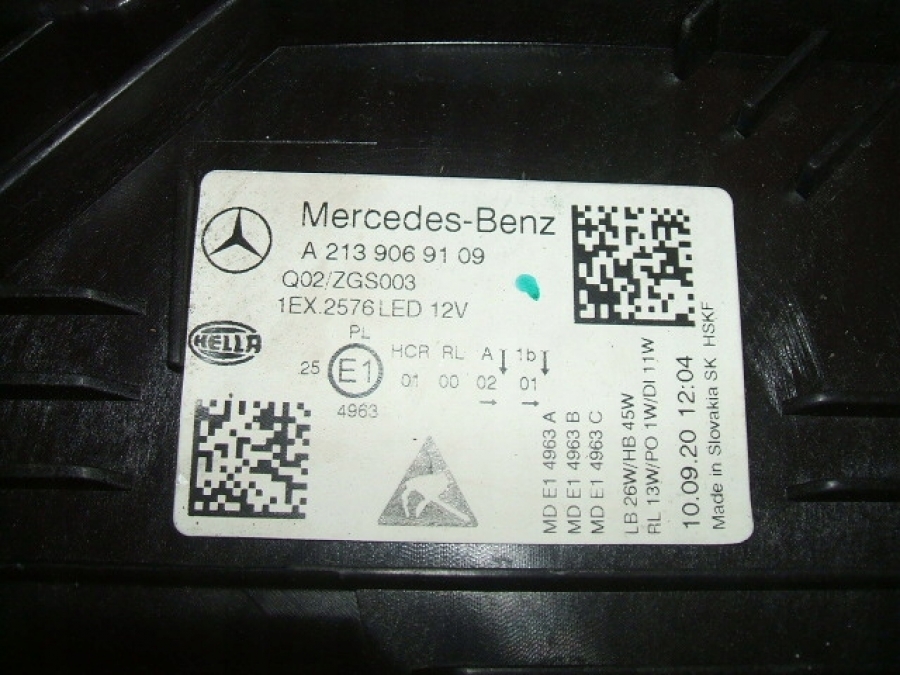 Mercedes-Benz
A 213 906 91 09
Q02/ZGS003
1EX.2576 LED 12V
HELLA
PL
25 E1 HCR RL A 1b
01 00 02 01
4963
MD E1 4963 A
MD E1 4963 B
MD E1 4963 C
LB 26W/HB 45W
RL 13W/PO 1W/DI 11W
10.09.20 12:04
Made in Slovakia SK HSKF